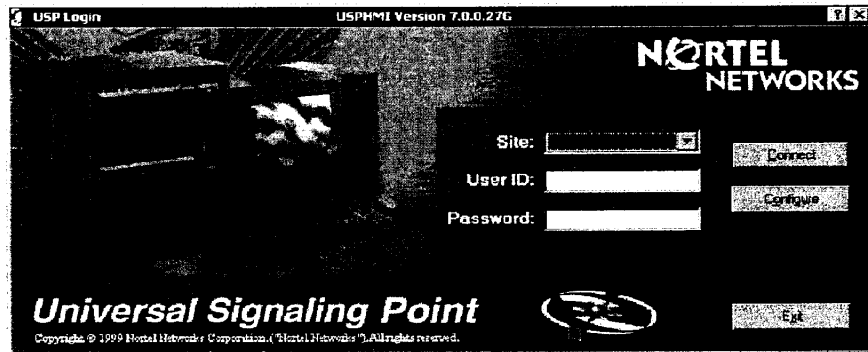 USP Login USPHMI Version 7.0.0.27G
NORTEL
NETWORKS
Site:
Connect
User ID:
Configure
Password:
Universal Signaling Point
Exit
Copyright © 1999 Nortel Networks Corporation.("Nortel Networks").All rights reserved.